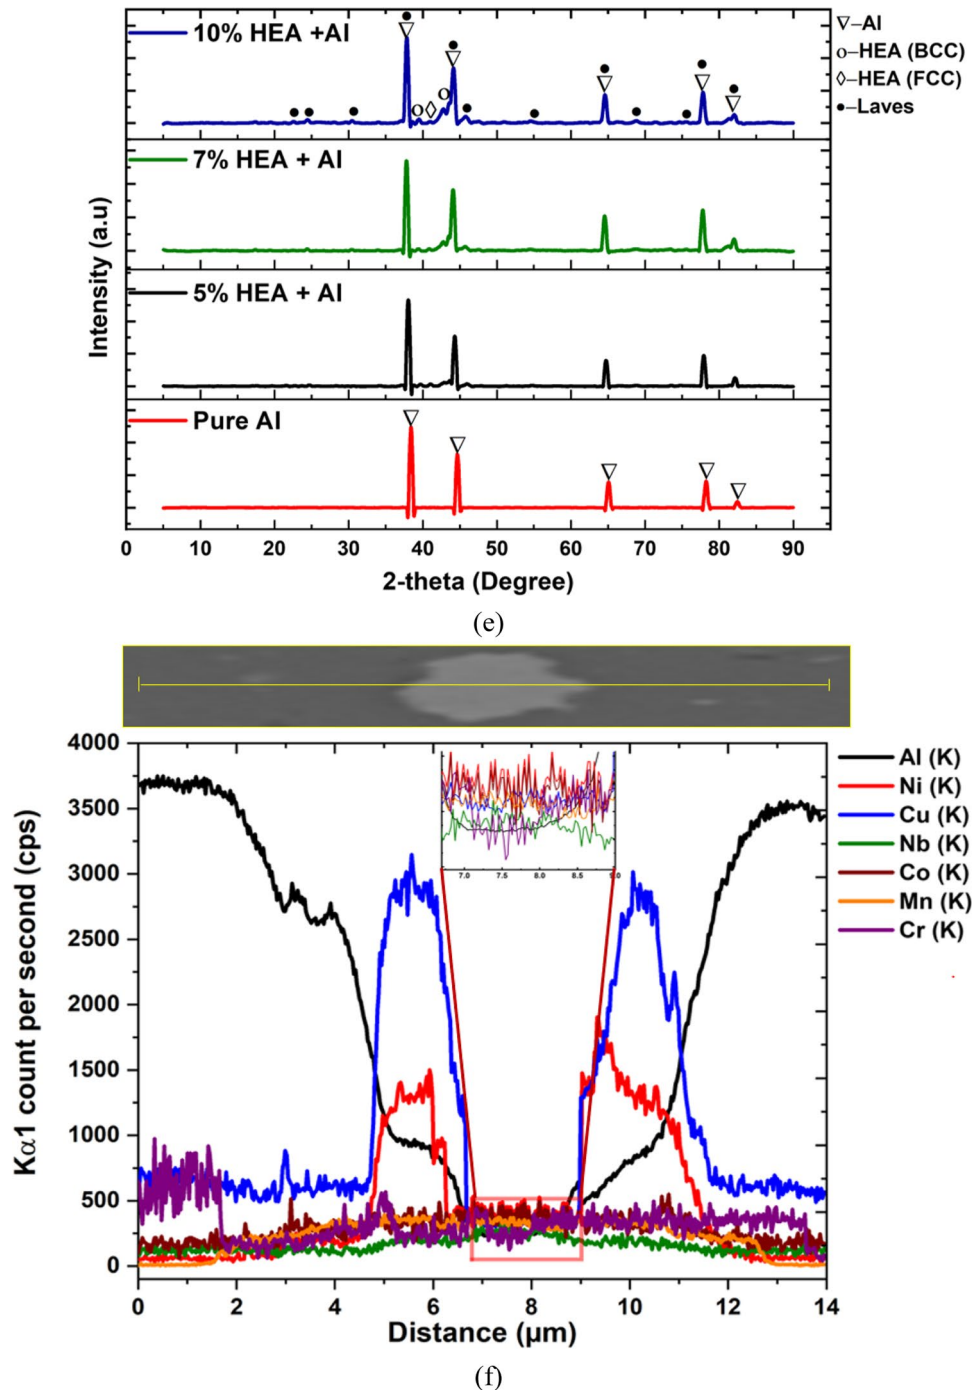 10% HEA +Al
▽–Al
o–HEA (BCC)
◊–HEA (FCC)
●–Laves
7% HEA + Al
5% HEA + Al
Pure Al
Intensity (a.u)
0 10 20 30 40 50 60 70 80 90
2-theta (Degree)
(e)
4000
3500
3000
2500
2000
1500
1000
500
0
Kα1 count per second (cps)
7.0 7.5 8.0 8.5 9.0
Al (K)
Ni (K)
Cu (K)
Nb (K)
Co (K)
Mn (K)
Cr (K)
0 2 4 6 8 10 12 14
Distance (µm)
(f)